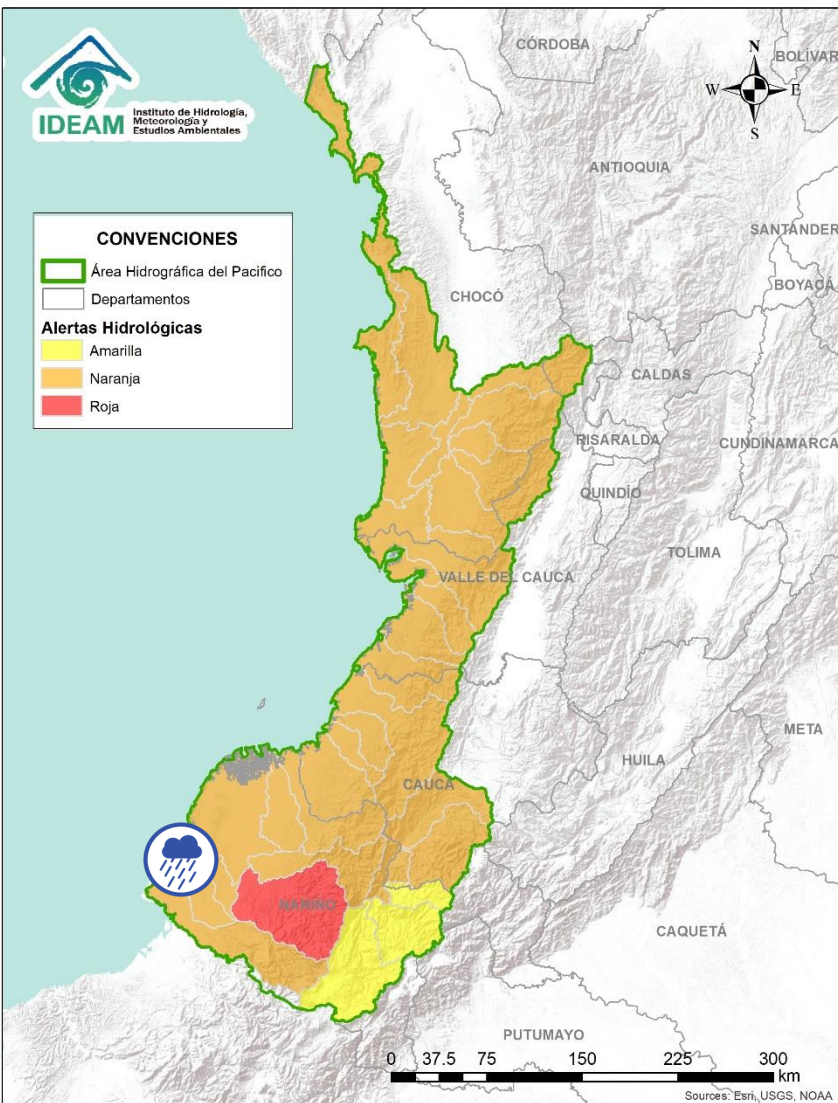 IDEAM
Instituto de Hidrología,
Meteorología y
Estudios Ambientales
CÓRDOBA
BOLÍVAR
N
W
E
S
ANTIOQUIA
SANTANDER
BOYACÁ
CONVENCIONES
Área Hidrográfica del Pacifico
Departamentos
Alertas Hidrológicas
Amarilla
Naranja
Roja
CHOCÓ
CALDAS
RISARALDA
CUNDINAMARCA
QUINDÍO
TOLIMA
VALLE DEL CAUCA
META
HUILA
CAUCA
NARIÑO
CAQUETÁ
PUTUMAYO
0 37.5 75 150 225 300
km
Sources: Esri, USGS, NOAA